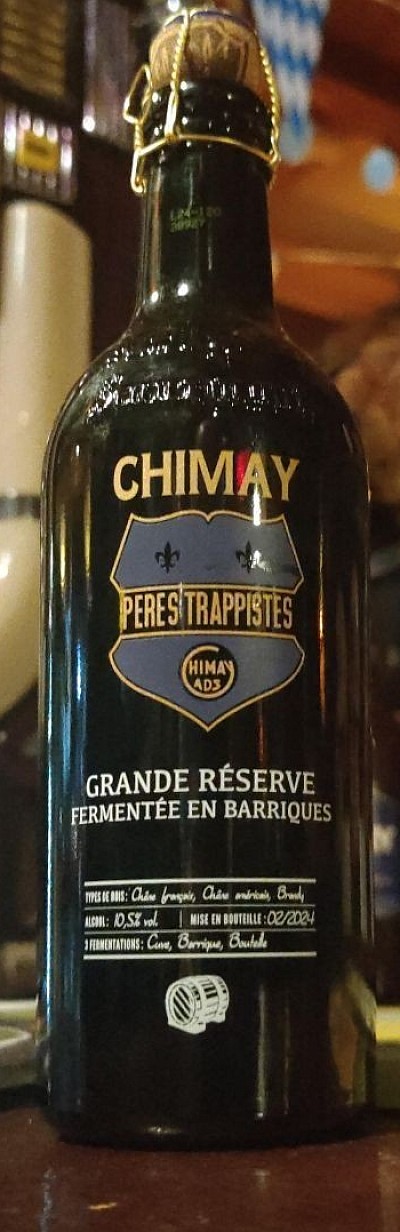 CHIMAY
PERES TRAPPISTES
CHIMAY
GRANDE RÉSERVE
FERMENTÉE EN BARRIQUES
TYPES DE BOIS: Chêne français, Chêne américain, Brandy
ALCOOL: 10,5% vol. | MISE EN BOUTEILLE: 02/2024
3 FERMENTATIONS: Cuve, Barrique, Bouteille